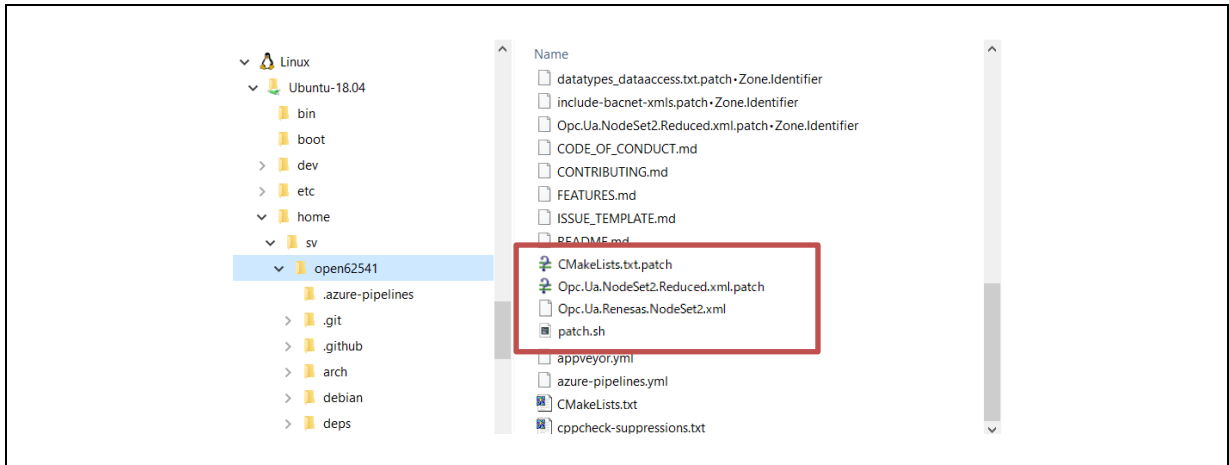 Linux
Ubuntu-18.04
bin
boot
dev
etc
home
sv
open62541
.azure-pipelines
.git
.github
arch
debian
deps
Name
datatypes_dataaccess.txt.patch•Zone.Identifier
include-bacnet-xmls.patch•Zone.Identifier
Opc.Ua.NodeSet2.Reduced.xml.patch•Zone.Identifier
CODE_OF_CONDUCT.md
CONTRIBUTING.md
FEATURES.md
ISSUE_TEMPLATE.md
README.md
CMakeLists.txt.patch
Opc.Ua.NodeSet2.Reduced.xml.patch
Opc.Ua.Renesas.NodeSet2.xml
patch.sh
appveyor.yml
azure-pipelines.yml
CMakeLists.txt
cppcheck-suppressions.txt